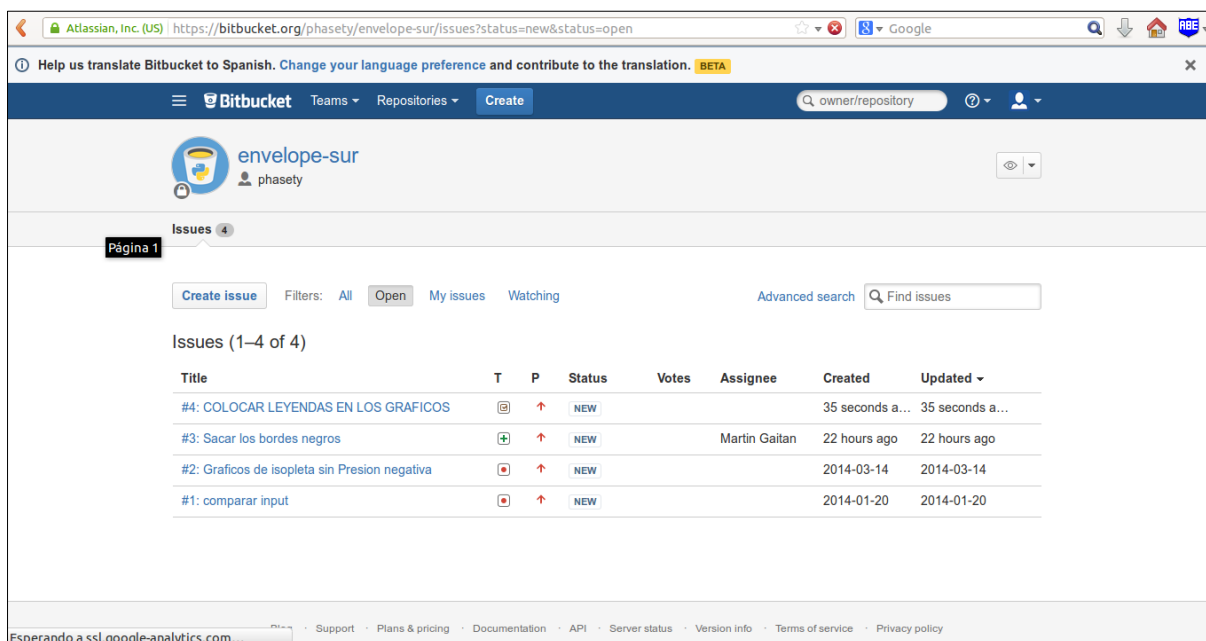 Atlassian, Inc. (US) https://bitbucket.org/phasety/envelope-sur/issues?status=new&status=open Google ABE
Help us translate Bitbucket to Spanish. Change your language preference and contribute to the translation. BETA
Bitbucket Teams Repositories Create owner/repository
envelope-sur
phasety
Issues 4
Página 1
Create issue Filters: All Open My issues Watching Advanced search Find issues
Issues (1–4 of 4)
Title T P Status Votes Assignee Created Updated
#4: COLOCAR LEYENDAS EN LOS GRAFICOS NEW 35 seconds a... 35 seconds a...
#3: Sacar los bordes negros NEW Martin Gaitan 22 hours ago 22 hours ago
#2: Graficos de isopleta sin Presion negativa NEW 2014-03-14 2014-03-14
#1: comparar input NEW 2014-01-20 2014-01-20
Blog · Support · Plans & pricing · Documentation · API · Server status · Version info · Terms of service · Privacy policy
Esperando a ssl.google-analytics.com...